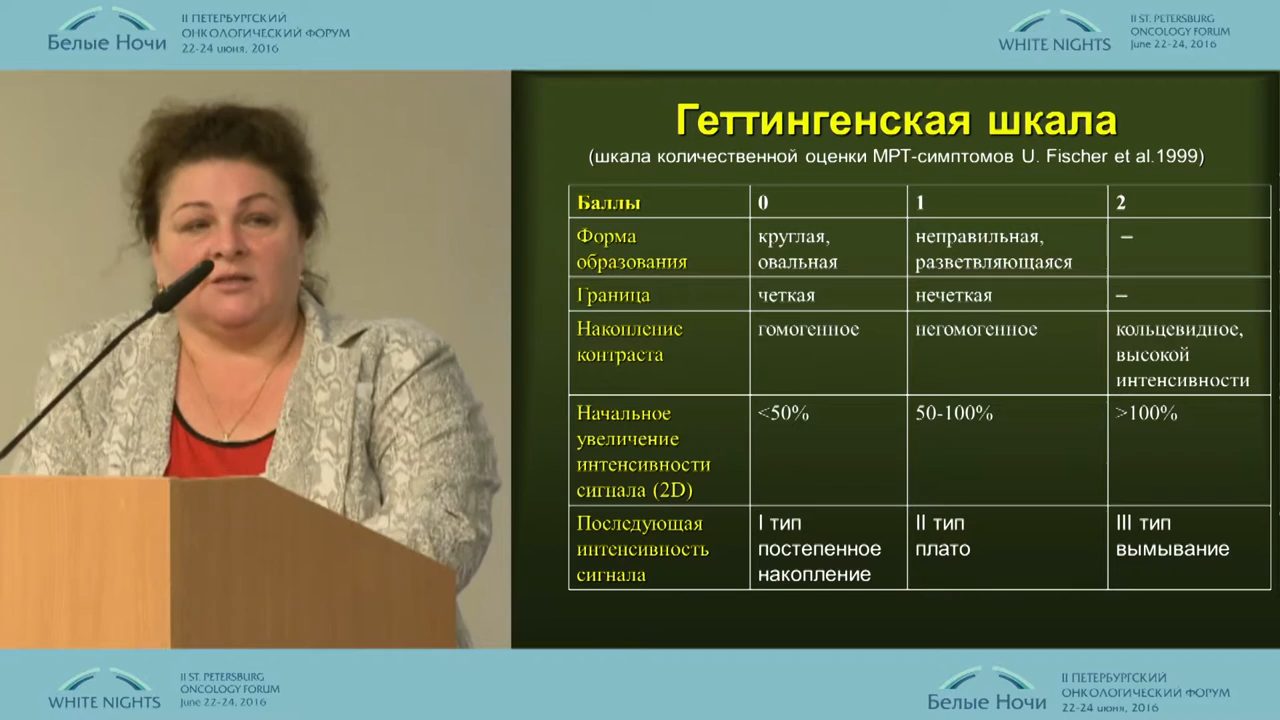 Белые Ночи
II ПЕТЕРБУРГСКИЙ
ОНКОЛОГИЧЕСКИЙ ФОРУМ
22-24 июня, 2016
WHITE NIGHTS
II ST. PETERSBURG
ONCOLOGY FORUM
June 22-24, 2016
Геттингенская шкала
(шкала количественной оценки МРТ-симптомов U. Fischer et al.1999)
Баллы 0 1 2
Форма образования круглая, овальная неправильная, разветвляющаяся –
Граница четкая нечеткая –
Накопление контраста гомогенное негомогенное кольцевидное, высокой интенсивности
Начальное увеличение интенсивности сигнала (2D) <50% 50-100% >100%
Последующая интенсивность сигнала I тип постепенное накопление II тип плато III тип вымывание
WHITE NIGHTS
II ST. PETERSBURG
ONCOLOGY FORUM
June 22-24, 2016
Белые Ночи
II ПЕТЕРБУРГСКИЙ
ОНКОЛОГИЧЕСКИЙ ФОРУМ
22-24 июня, 2016